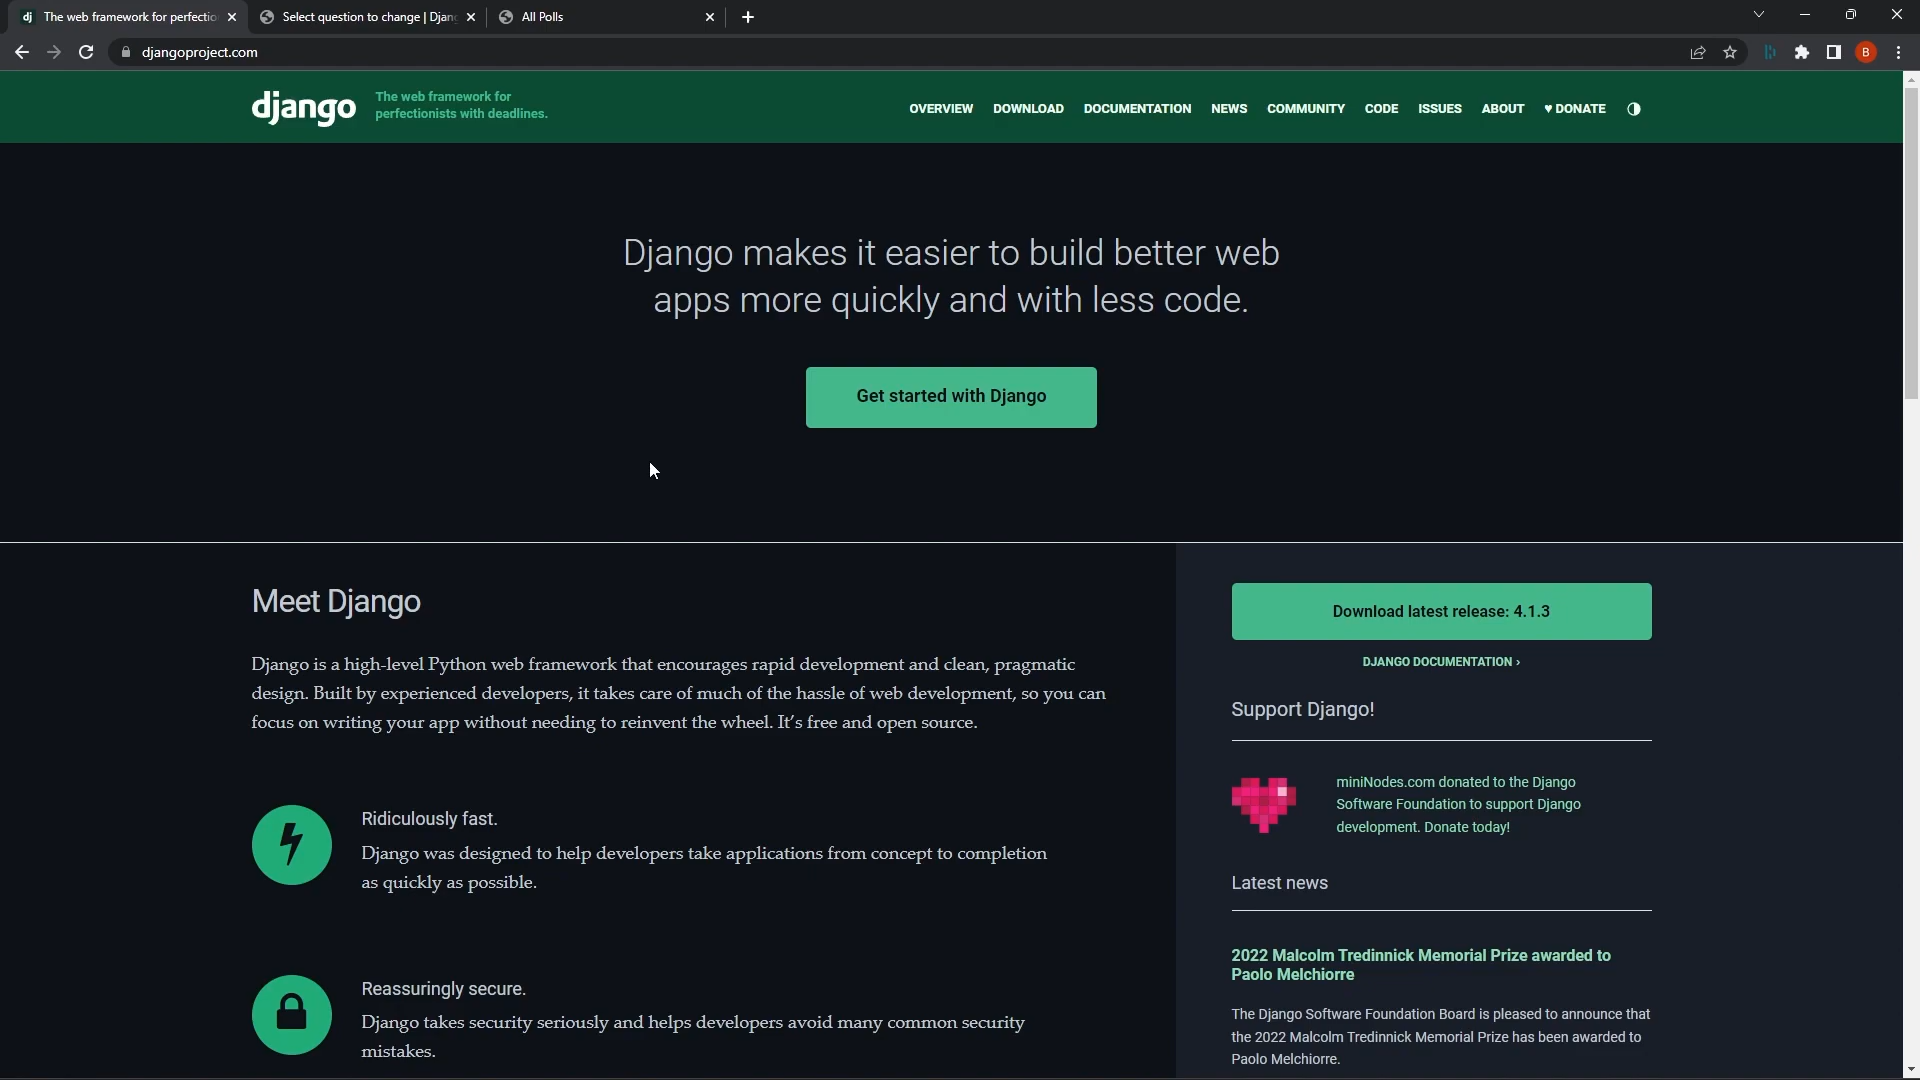 The web framework for perfectio
Select question to change | Djang
All Polls
djangoproject.com
B
django
The web framework for
perfectionists with deadlines.
OVERVIEW DOWNLOAD DOCUMENTATION NEWS COMMUNITY CODE ISSUES ABOUT ♥ DONATE
Django makes it easier to build better web
apps more quickly and with less code.
Get started with Django
Meet Django
Django is a high-level Python web framework that encourages rapid development and clean, pragmatic
design. Built by experienced developers, it takes care of much of the hassle of web development, so you can
focus on writing your app without needing to reinvent the wheel. It’s free and open source.
Ridiculously fast.
Django was designed to help developers take applications from concept to completion
as quickly as possible.
Reassuringly secure.
Django takes security seriously and helps developers avoid many common security
mistakes.
Download latest release: 4.1.3
DJANGO DOCUMENTATION ›
Support Django!
miniNodes.com donated to the Django
Software Foundation to support Django
development. Donate today!
Latest news
2022 Malcolm Tredinnick Memorial Prize awarded to
Paolo Melchiorre
The Django Software Foundation Board is pleased to announce that
the 2022 Malcolm Tredinnick Memorial Prize has been awarded to
Paolo Melchiorre.